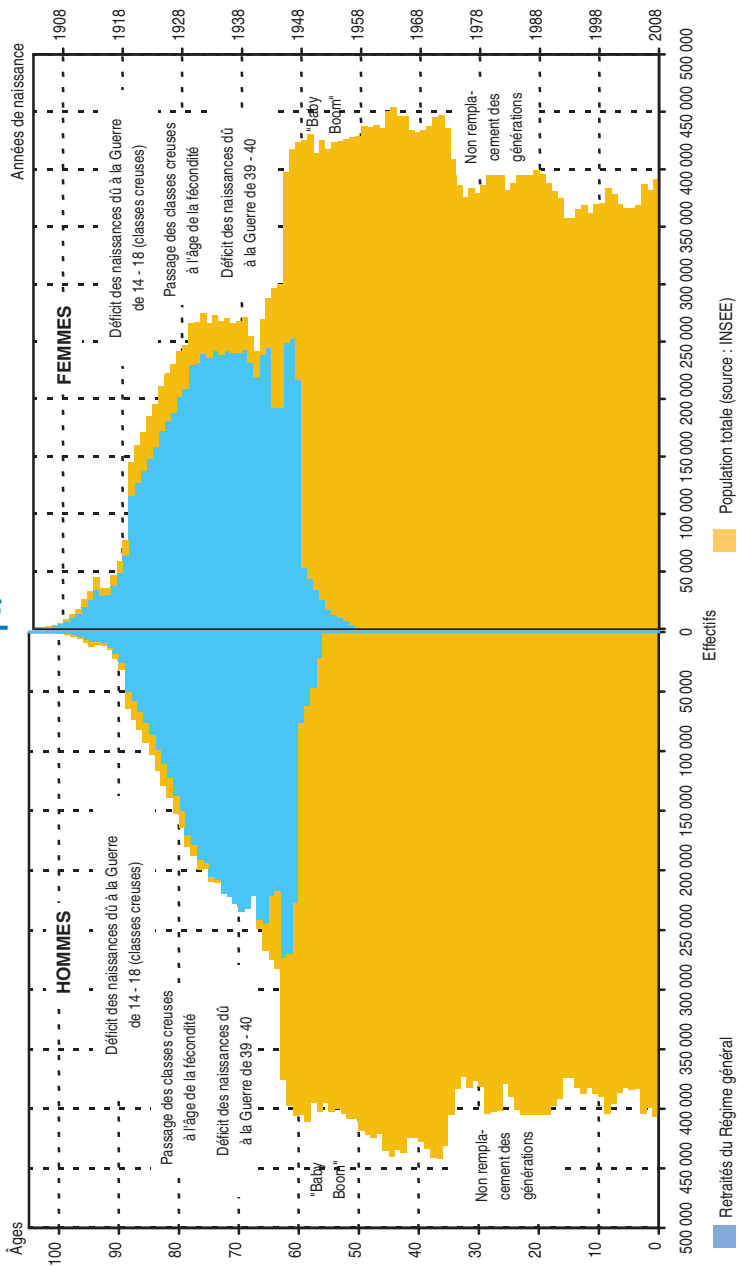 Âges
Années de naissance
100
90
80
70
60
50
40
30
20
10
0
1908
1918
1928
1938
1948
1958
1968
1978
1988
1998
2008
HOMMES
FEMMES
Déficit des naissances dû à la Guerre
de 14 - 18 (classes creuses)
Passage des classes creuses
à l'âge de la fécondité
Déficit des naissances dû
à la Guerre de 39 - 40
"Baby
Boom"
Non rempla-
cement des
générations
Déficit des naissances dû à la Guerre
de 14 - 18 (classes creuses)
Passage des classes creuses
à l'âge de la fécondité
Déficit des naissances dû
à la Guerre de 39 - 40
"Baby
Boom"
Non rempla-
cement des
générations
500 000 450 000 400 000 350 000 300 000 250 000 200 000 150 000 100 000 50 000 0 50 000 100 000 150 000 200 000 250 000 300 000 350 000 400 000 450 000 500 000
Effectifs
Retraités du Régime général
Population totale (source : INSEE)